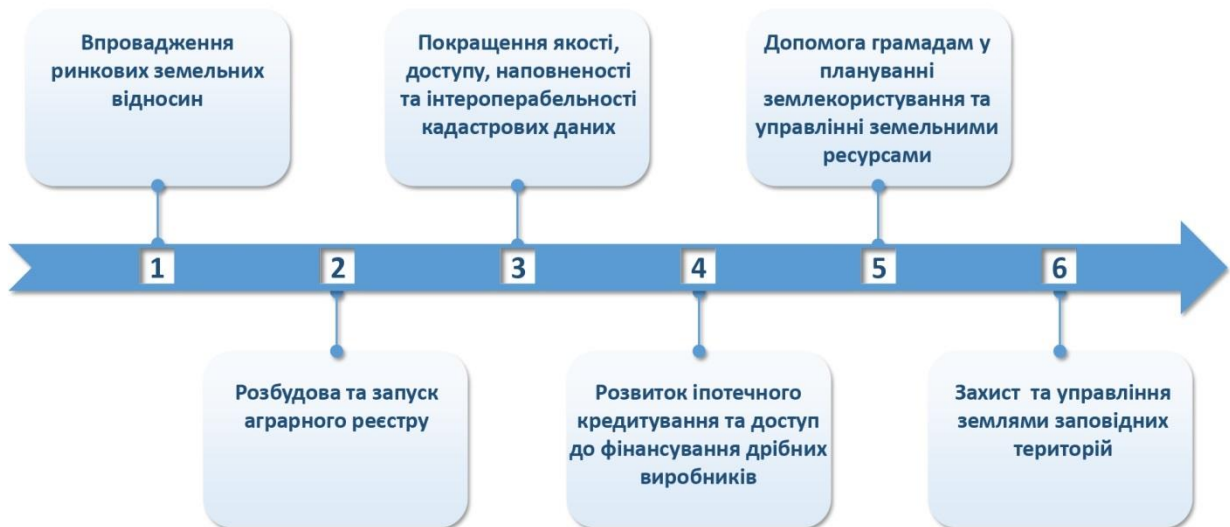 Впровадження
ринкових земельних
відносин
Покращення якості,
доступу, наповненості
та інтероперабельності
кадастрових даних
Допомога грамадам у
плануванні
землекористування та
управлінні земельними
ресурсами
1
2
3
4
5
6
Розбудова та запуск
аграрного реєстру
Розвиток іпотечного
кредитування та доступ
до фінансування дрібних
виробників
Захист та управління
землями заповідних
територій